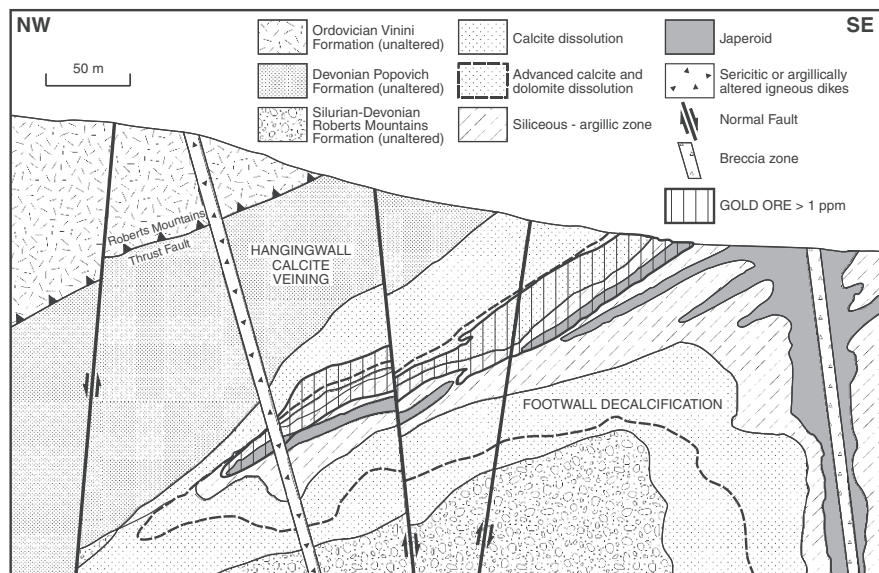 NW
SE
50 m
Ordovician Vinini
Formation (unaltered)
Devonian Popovich
Formation (unaltered)
Silurian-Devonian
Roberts Mountains
Formation (unaltered)
Calcite dissolution
Advanced calcite and
dolomite dissolution
Siliceous - argillic zone
Japeroid
Sericitic or argillically
altered igneous dikes
Normal Fault
Breccia zone
GOLD ORE > 1 ppm
Roberts Mountains
Thrust Fault
HANGINGWALL
CALCITE
VEINING
FOOTWALL DECALCIFICATION